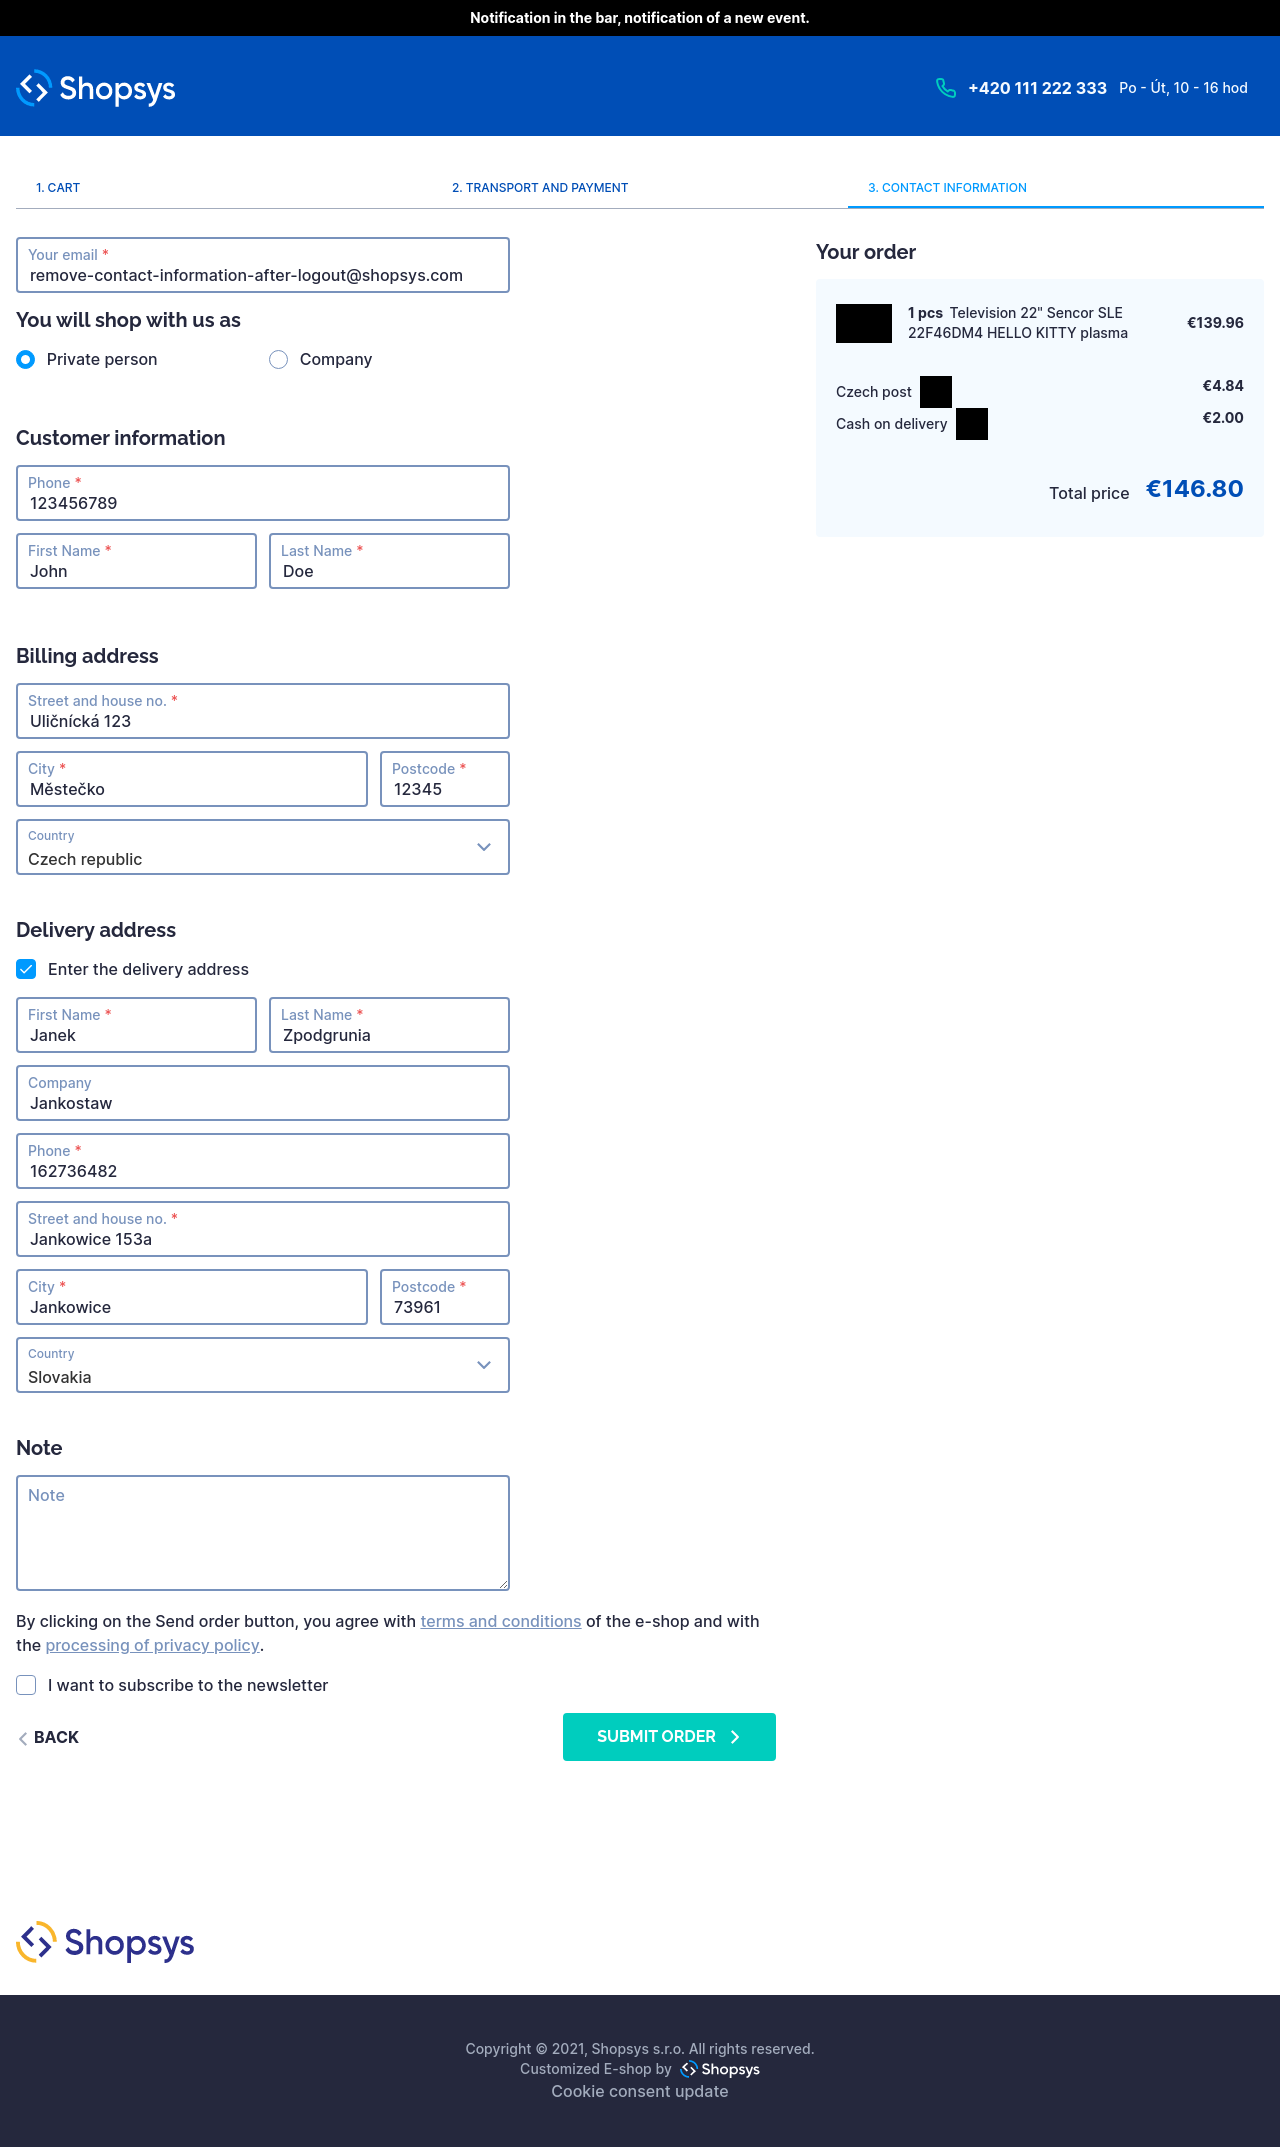 Notification in the bar, notification of a new event.
Shopsys
+420 111 222 333 Po - Út, 10 - 16 hod
1. CART
2. TRANSPORT AND PAYMENT
3. CONTACT INFORMATION
Your email *
remove-contact-information-after-logout@shopsys.com
You will shop with us as
Private person
Company
Customer information
Phone *
123456789
First Name *
John
Last Name *
Doe
Billing address
Street and house no. *
Uličnícká 123
City *
Městečko
Postcode *
12345
Country
Czech republic
Delivery address
Enter the delivery address
First Name *
Janek
Last Name *
Zpodgrunia
Company
Jankostaw
Phone *
162736482
Street and house no. *
Jankowice 153a
City *
Jankowice
Postcode *
73961
Country
Slovakia
Note
Note
By clicking on the Send order button, you agree with terms and conditions of the e-shop and with
the processing of privacy policy.
I want to subscribe to the newsletter
BACK
SUBMIT ORDER
Your order
1 pcs Television 22" Sencor SLE
22F46DM4 HELLO KITTY plasma
€139.96
Czech post
€4.84
Cash on delivery
€2.00
Total price €146.80
Shopsys
Copyright © 2021, Shopsys s.r.o. All rights reserved.
Customized E-shop by Shopsys
Cookie consent update